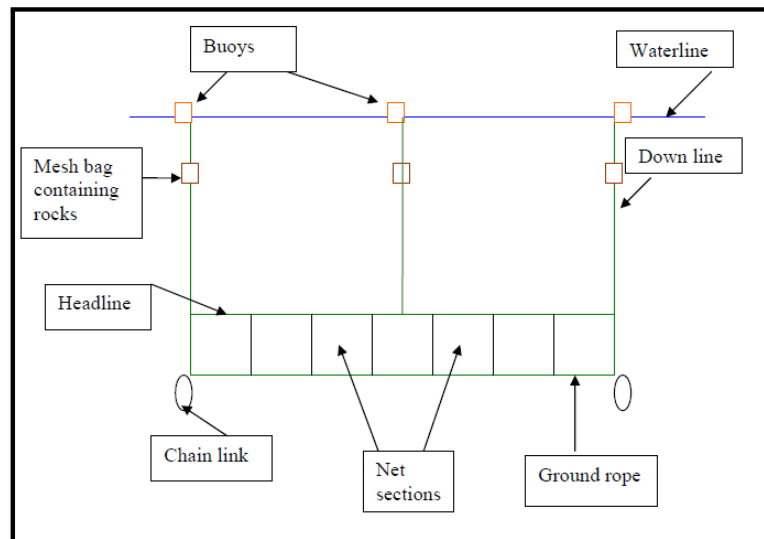 Buoys
Waterline
Mesh bag
containing
rocks
Down line
Headline
Chain link
Net
sections
Ground rope